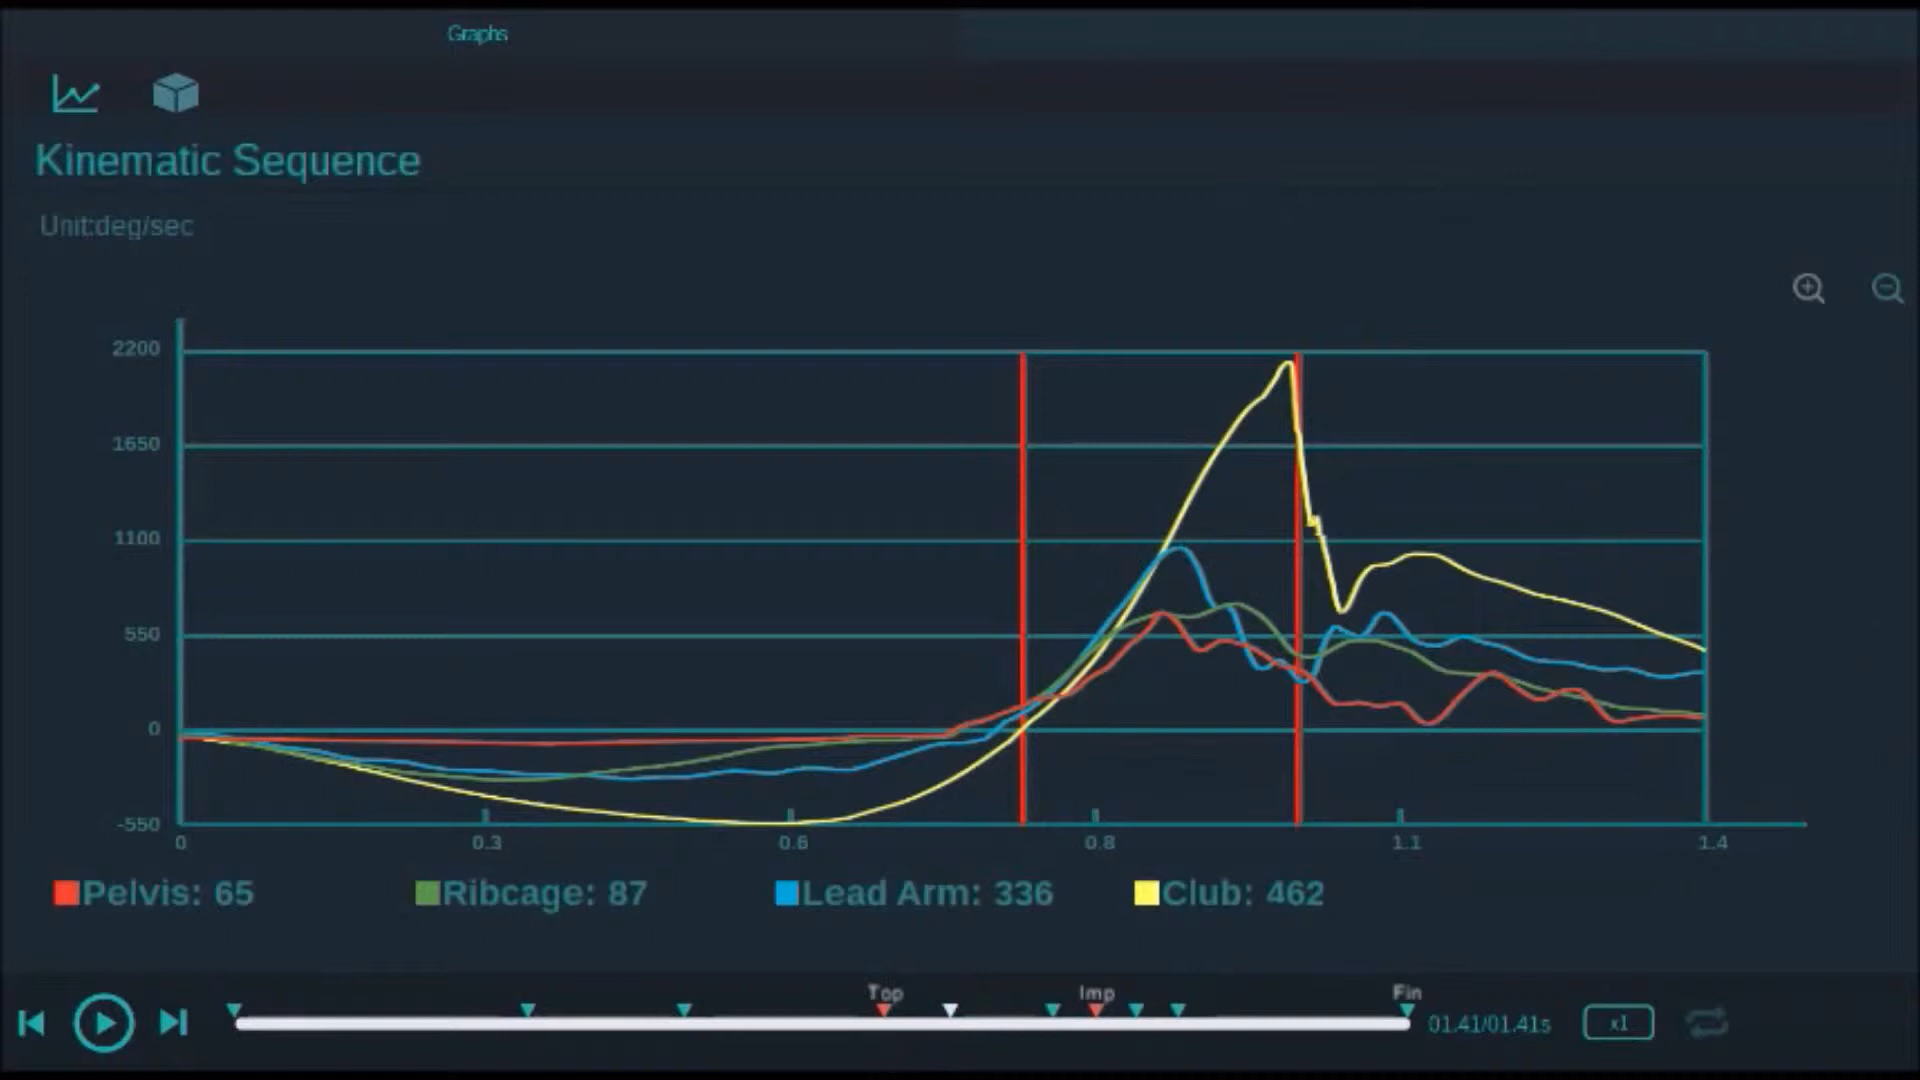 Graphs
Kinematic Sequence
Unit:deg/sec
2200
1650
1100
550
0
-550
0 0.3 0.6 0.8 1.1 1.4
Pelvis: 65 Ribcage: 87 Lead Arm: 336 Club: 462
Top Imp Fin
01.41/01.41s x1